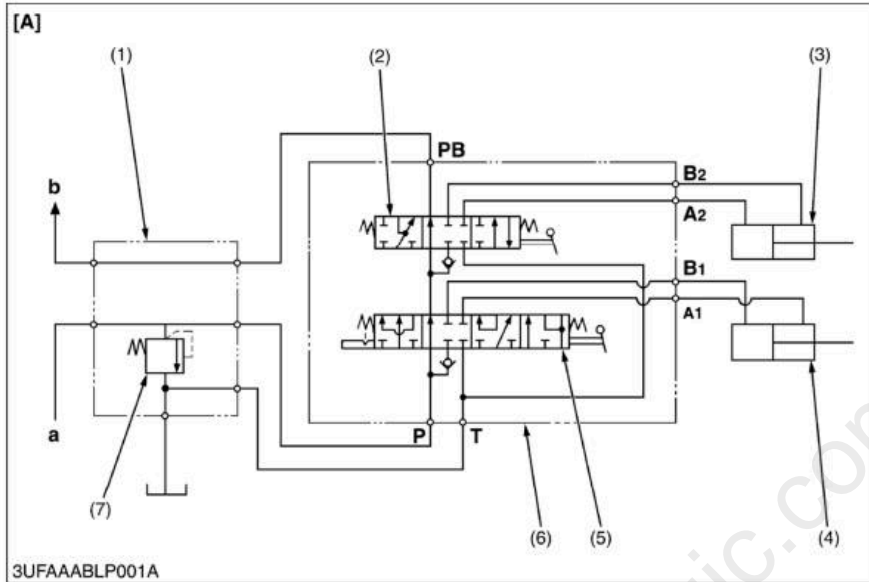 [A]
(1)
(2)
(3)
PB
b
B2
A2
B1
A1
a
P
T
(7)
(6)
(5)
(4)
3UFAAABLP001A